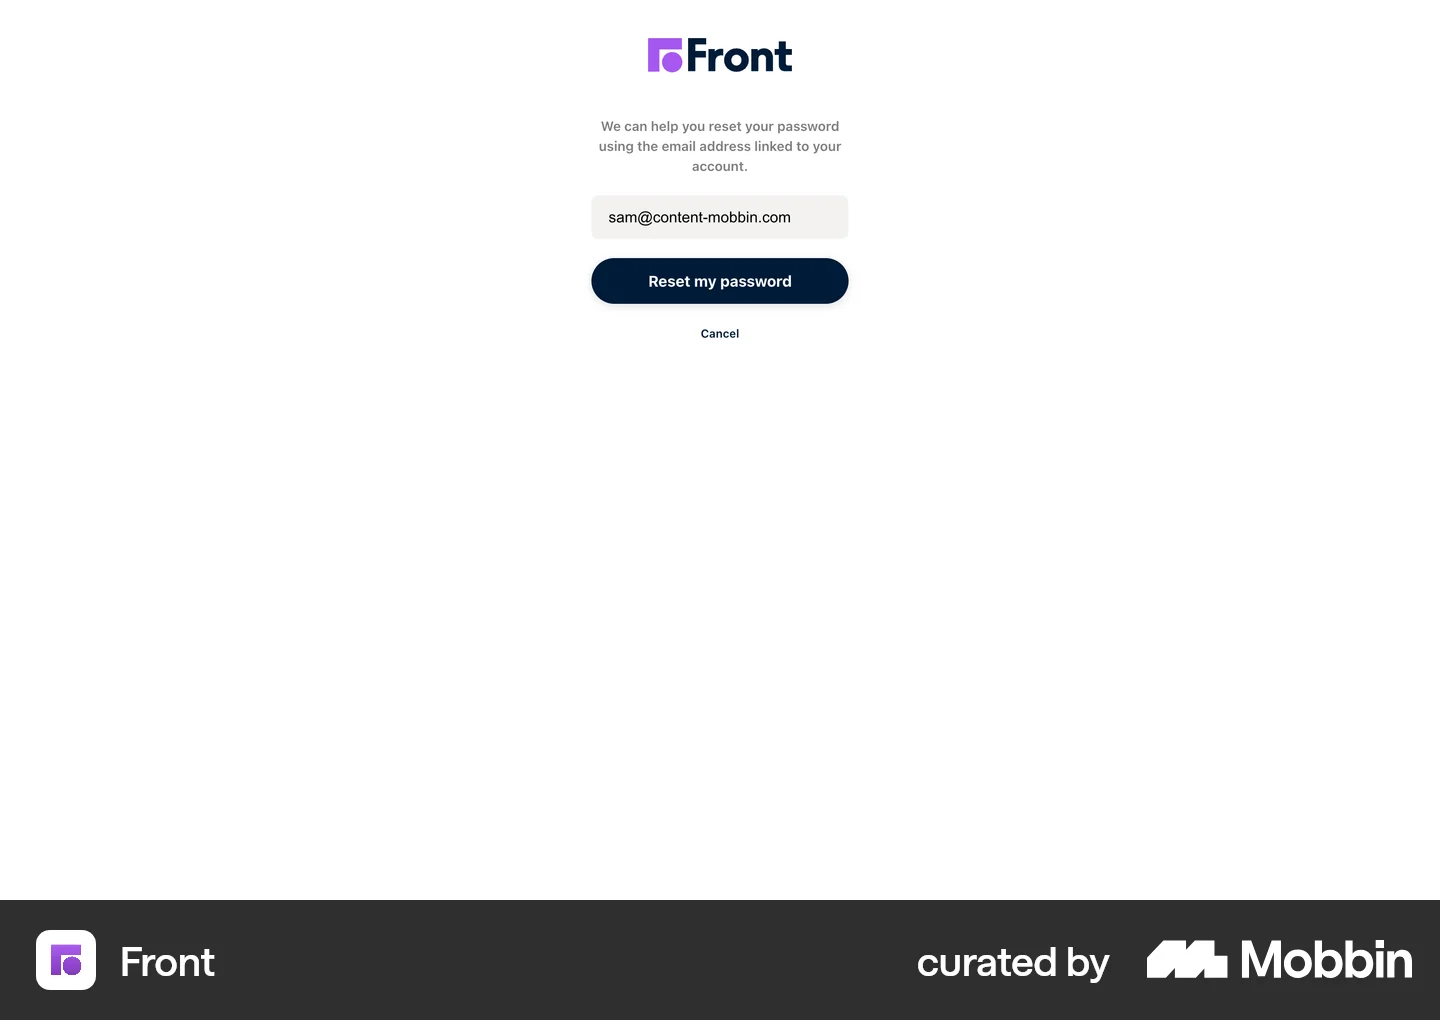 Front
We can help you reset your password
using the email address linked to your
account.
sam@content-mobbin.com
Reset my password
Cancel
Front
curated by Mobbin